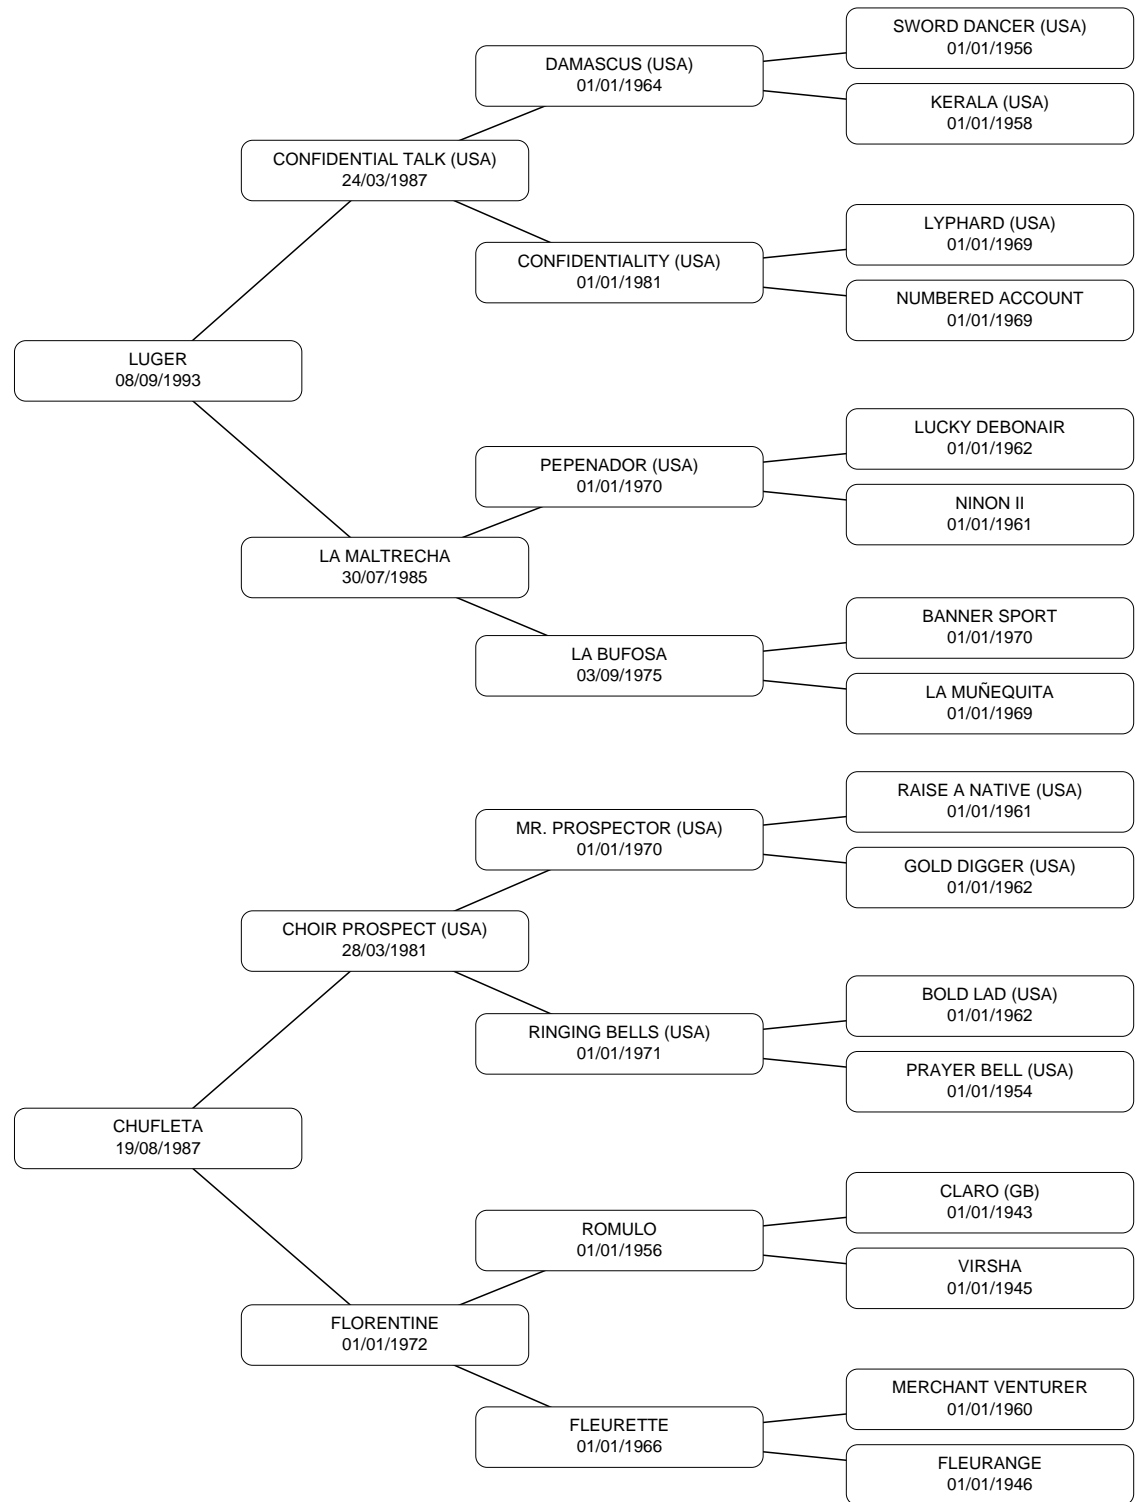 SWORD DANCER (USA)
01/01/1956
DAMASCUS (USA)
01/01/1964
KERALA (USA)
01/01/1958
CONFIDENTIAL TALK (USA)
24/03/1987
LYPHARD (USA)
01/01/1969
CONFIDENTIALITY (USA)
01/01/1981
NUMBERED ACCOUNT
01/01/1969
LUGER
08/09/1993
LUCKY DEBONAIR
01/01/1962
PEPENADOR (USA)
01/01/1970
NINON II
01/01/1961
LA MALTRECHA
30/07/1985
BANNER SPORT
01/01/1970
LA BUFOSA
03/09/1975
LA MUÑEQUITA
01/01/1969
RAISE A NATIVE (USA)
01/01/1961
MR. PROSPECTOR (USA)
01/01/1970
GOLD DIGGER (USA)
01/01/1962
CHOIR PROSPECT (USA)
28/03/1981
BOLD LAD (USA)
01/01/1962
RINGING BELLS (USA)
01/01/1971
PRAYER BELL (USA)
01/01/1954
CHUFLETA
19/08/1987
CLARO (GB)
01/01/1943
ROMULO
01/01/1956
VIRSHA
01/01/1945
FLORENTINE
01/01/1972
MERCHANT VENTURER
01/01/1960
FLEURETTE
01/01/1966
FLEURANGE
01/01/1946